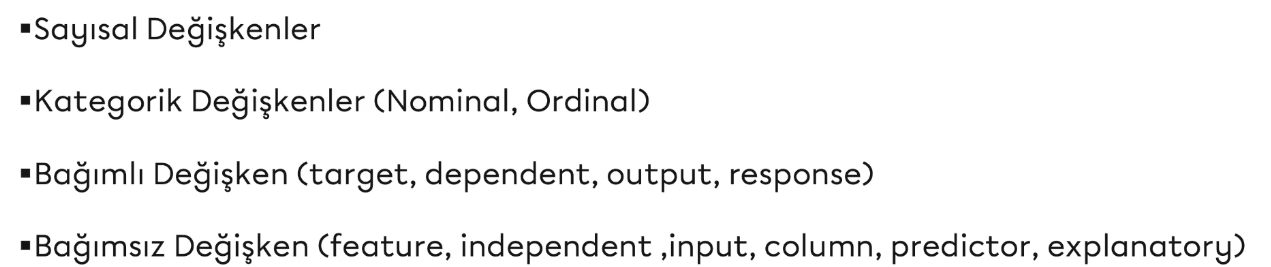 ▪Sayısal Değişkenler
▪Kategorik Değişkenler (Nominal, Ordinal)
▪Bağımlı Değişken (target, dependent, output, response)
▪Bağımsız Değişken (feature, independent ,input, column, predictor, explanatory)